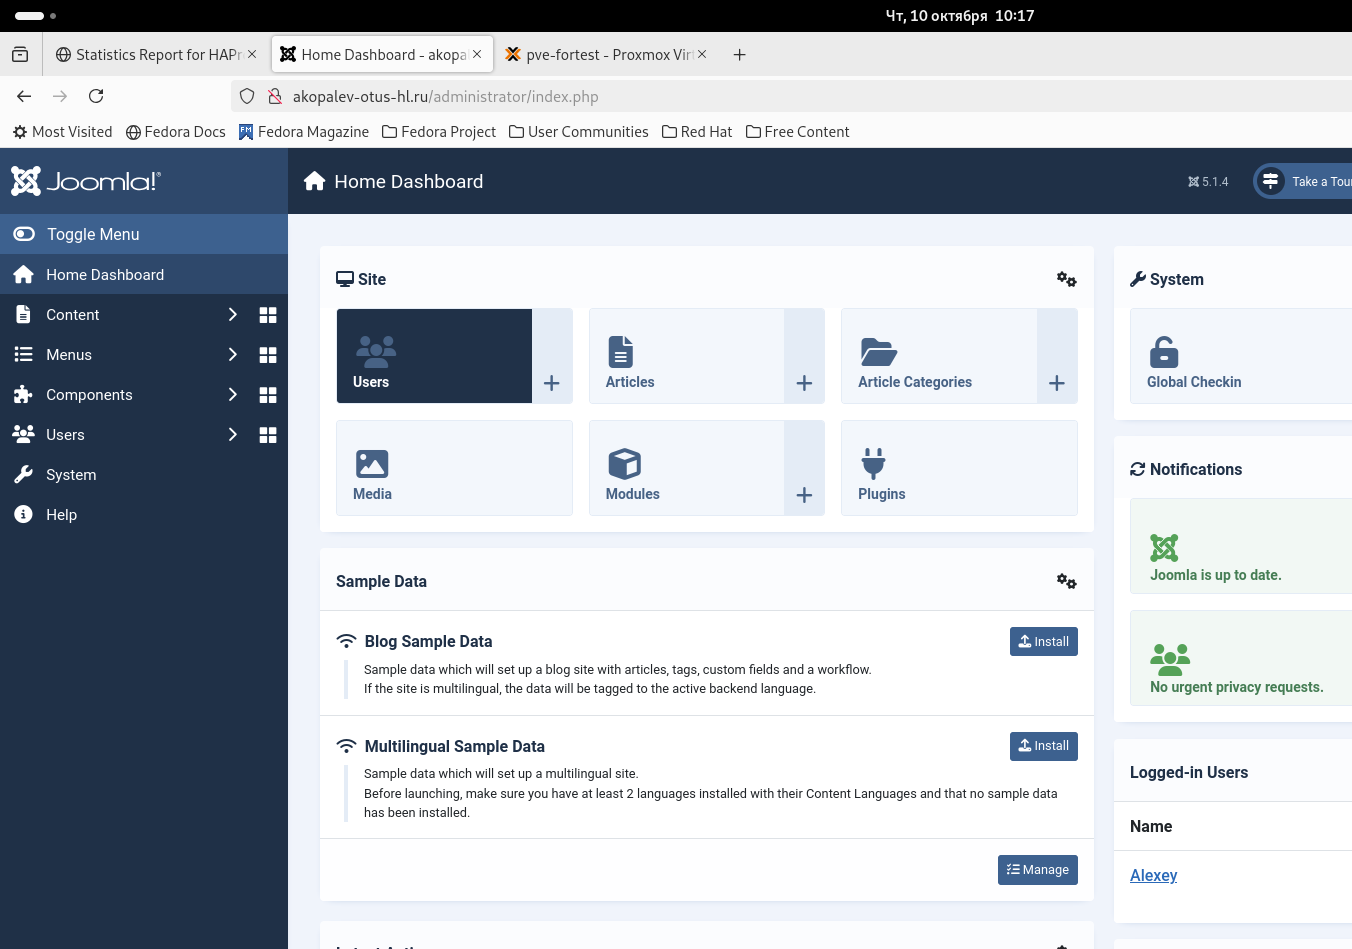 Чт, 10 октября 10:17
Statistics Report for HAPr
Home Dashboard - akopal
pve-fortest - Proxmox Virt
akopalev-otus-hl.ru/administrator/index.php
Most Visited
Fedora Docs
Fedora Magazine
Fedora Project
User Communities
Red Hat
Free Content
Joomla!®
Home Dashboard
5.1.4
Take a Tour
Toggle Menu
Home Dashboard
Content
Menus
Components
Users
System
Help
Site
Users
Articles
Article Categories
Media
Modules
Plugins
Sample Data
Blog Sample Data
Install
Sample data which will set up a blog site with articles, tags, custom fields and a workflow.
If the site is multilingual, the data will be tagged to the active backend language.
Multilingual Sample Data
Install
Sample data which will set up a multilingual site.
Before launching, make sure you have at least 2 languages installed with their Content Languages and that no sample data
has been installed.
Manage
System
Global Checkin
Notifications
Joomla is up to date.
No urgent privacy requests.
Logged-in Users
Name
Alexey